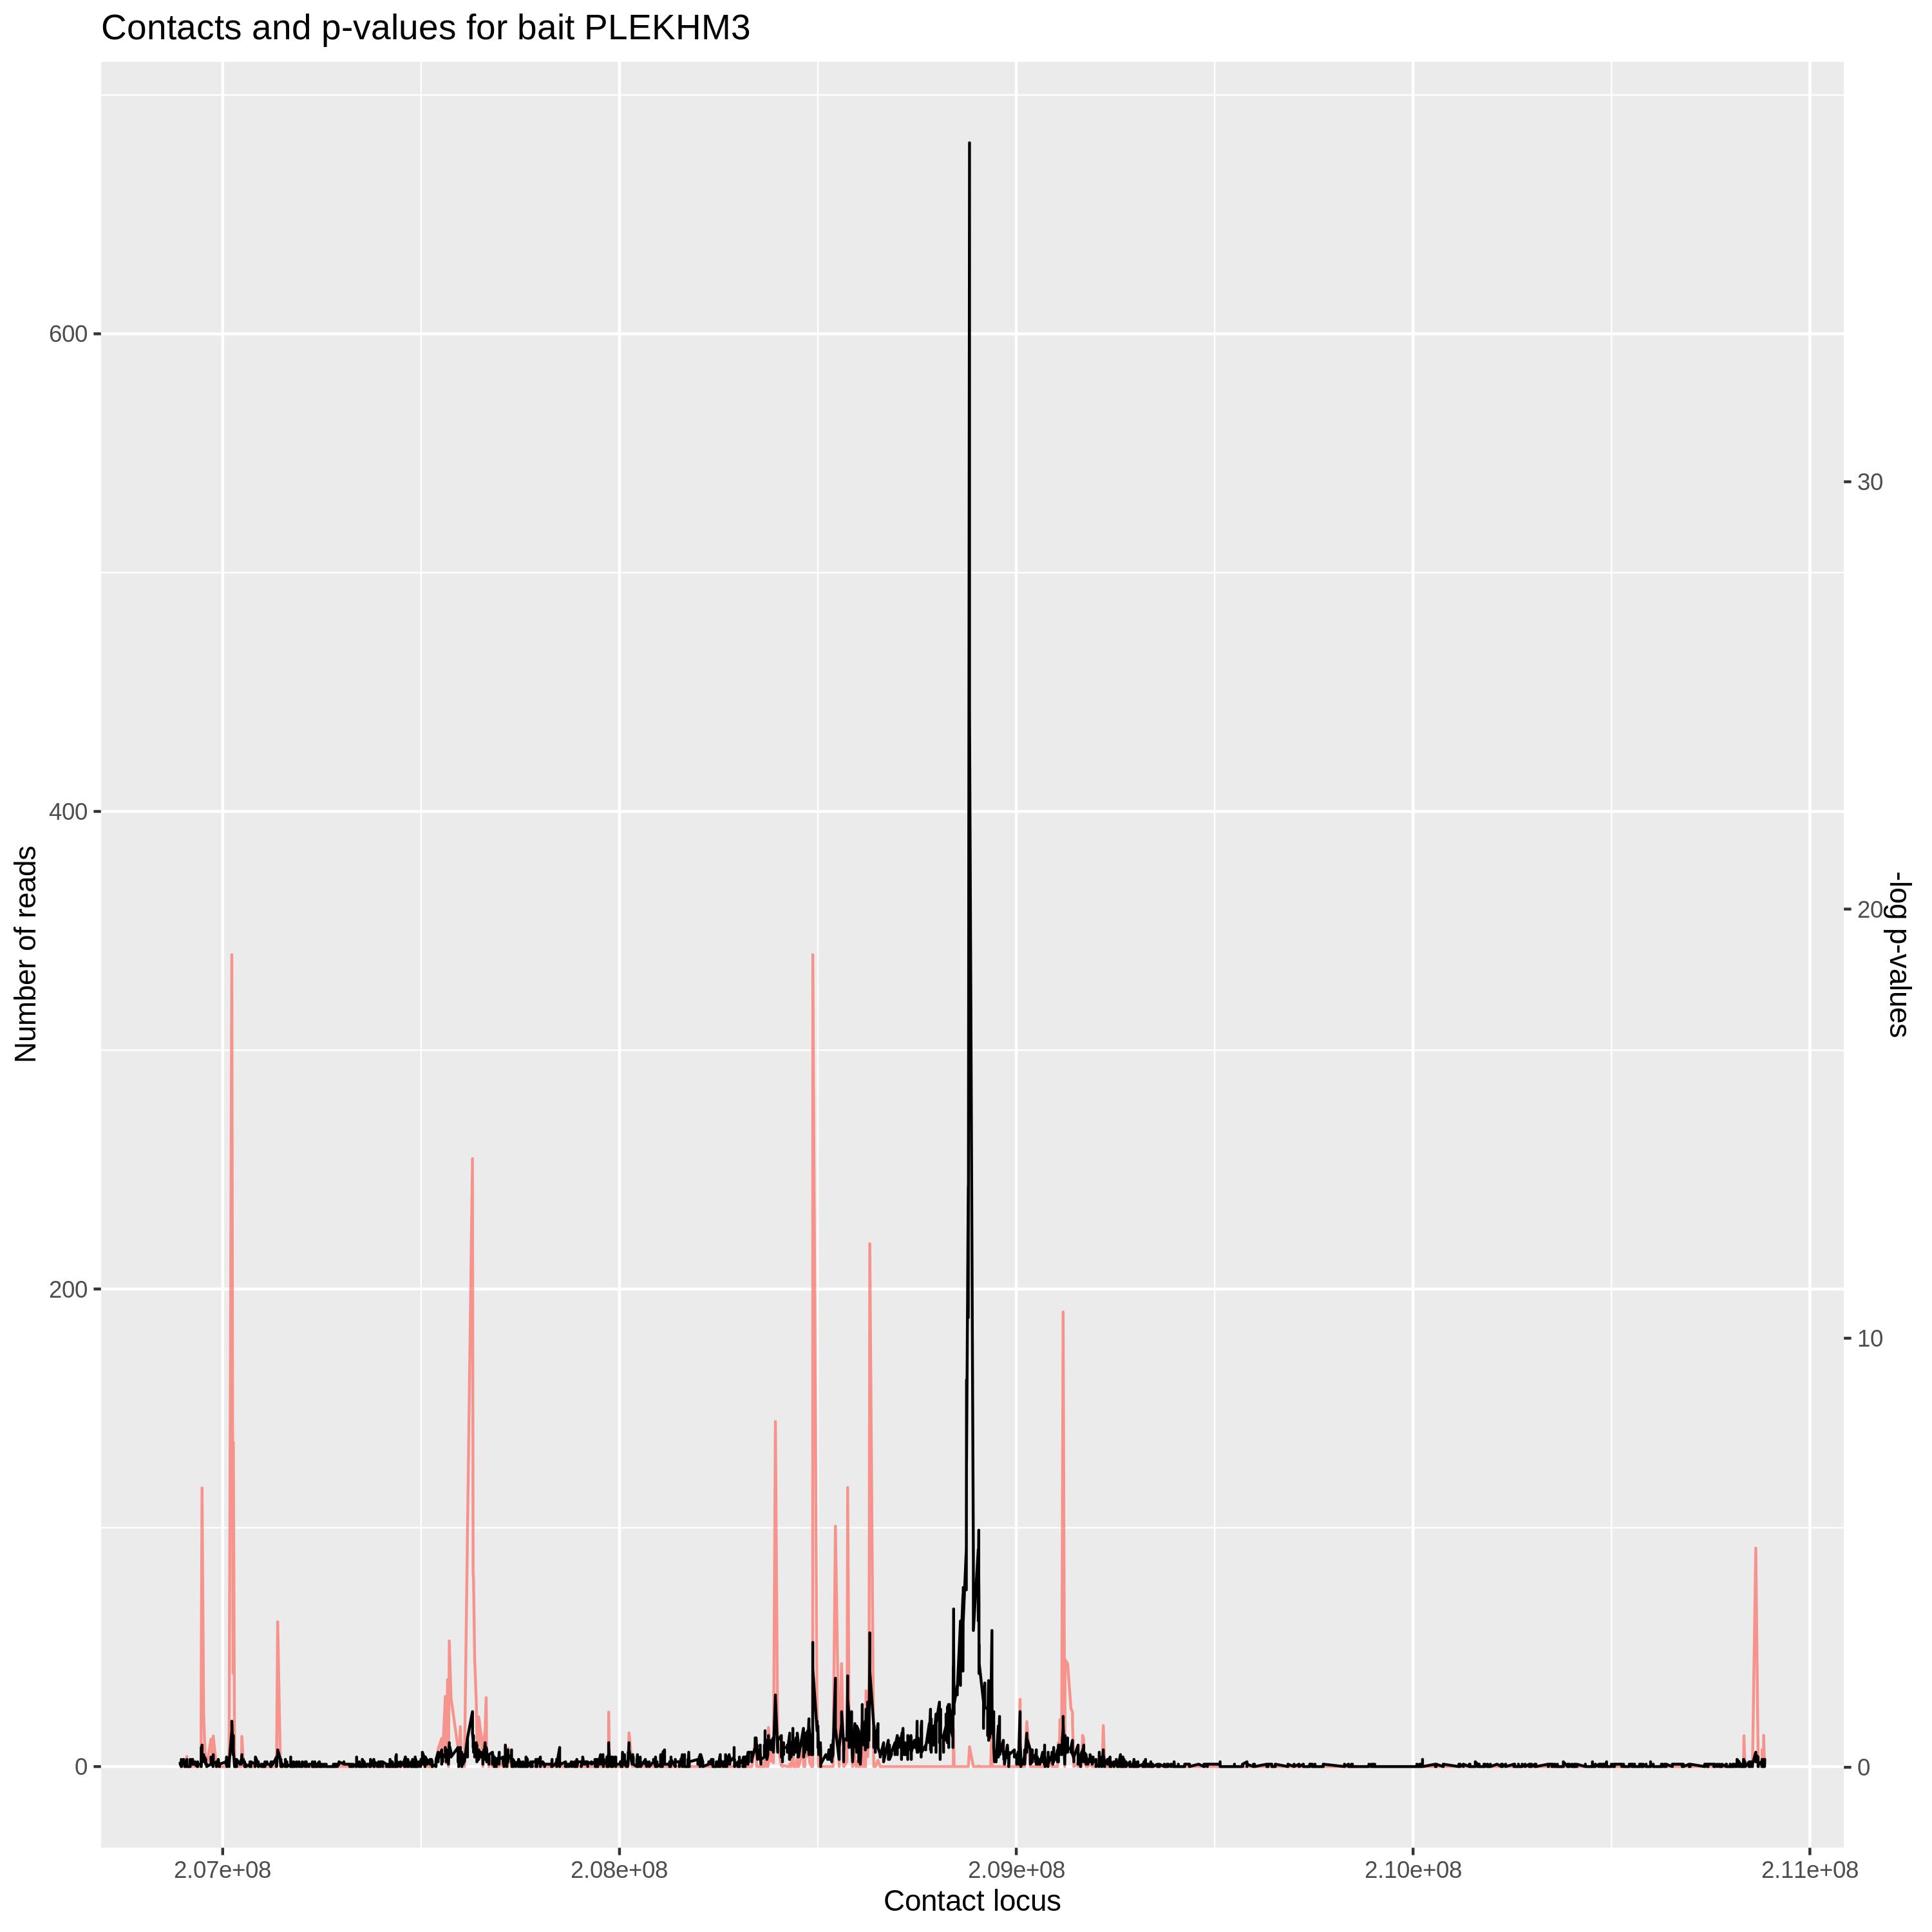 Contacts and p-values for bait PLEKHM3
600
400
200
0
30
20
10
0
Number of reads
-log p-values
2.07e+08 2.08e+08 2.09e+08 2.10e+08 2.11e+08
Contact locus